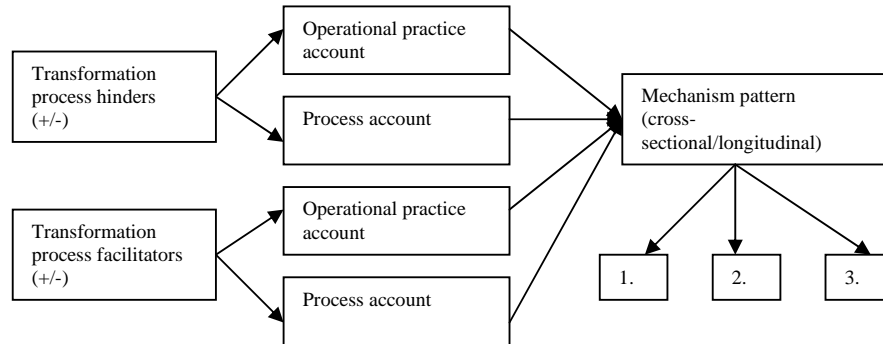 Transformation
process hinders
(+/-)
Operational practice
account
Process account
Transformation
process facilitators
(+/-)
Operational practice
account
Process account
Mechanism pattern
(cross-
sectional/longitudinal)
1.
2.
3.